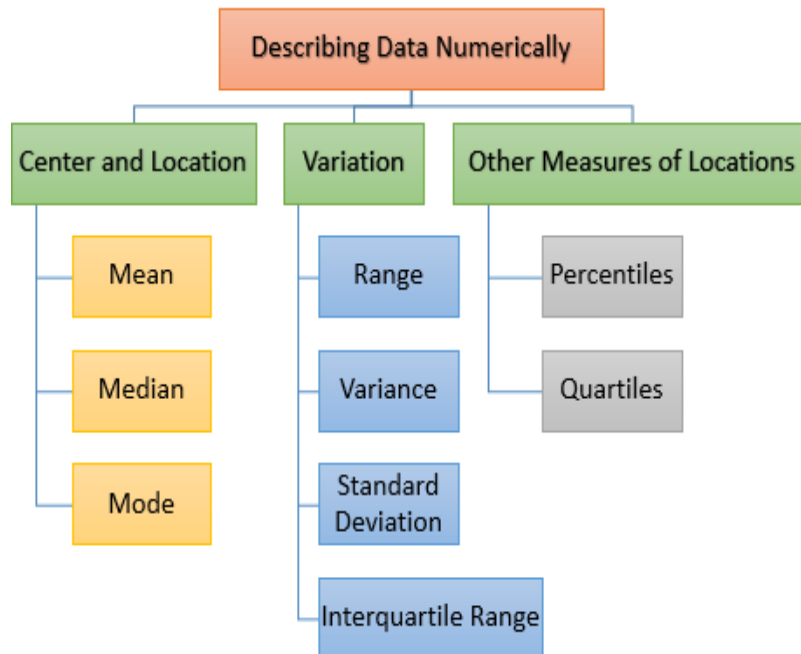 Describing Data Numerically
Center and Location
Variation
Other Measures of Locations
Mean
Median
Mode
Range
Variance
Standard
Deviation
Interquartile Range
Percentiles
Quartiles